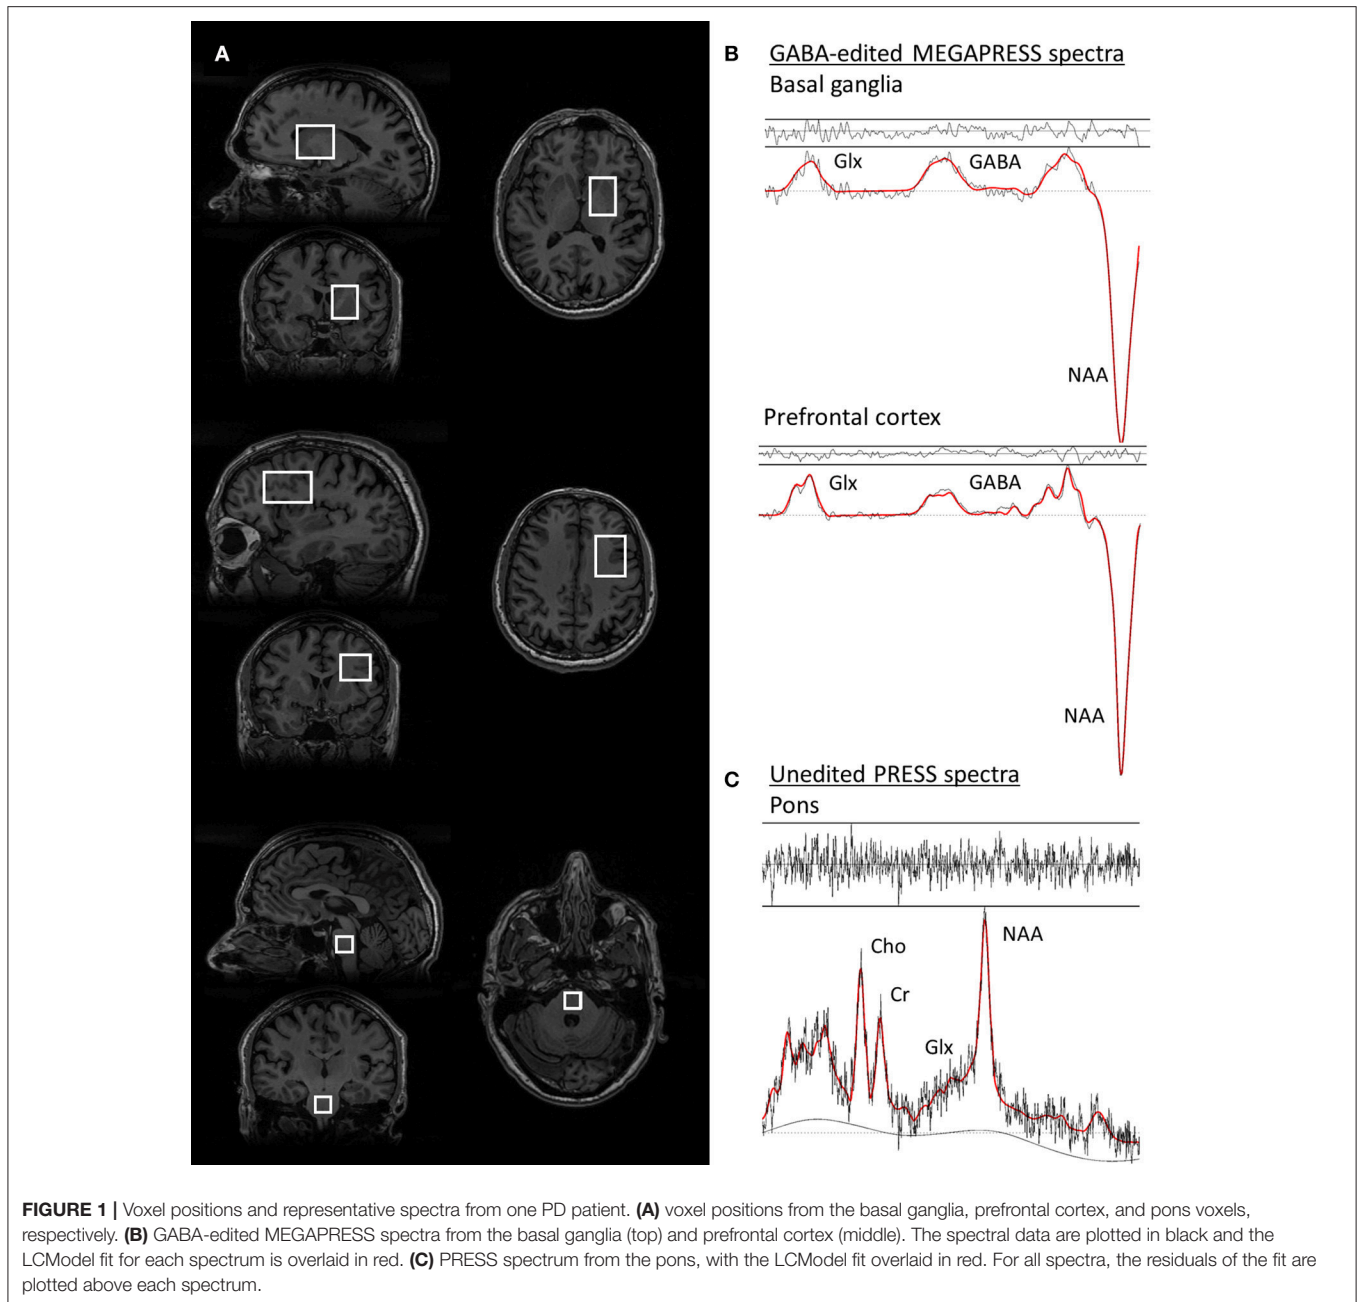 A
B
GABA-edited MEGAPRESS spectra
Basal ganglia
Glx
GABA
NAA
Prefrontal cortex
Glx
GABA
NAA
C
Unedited PRESS spectra
Pons
Cho
Cr
Glx
NAA
FIGURE 1 | Voxel positions and representative spectra from one PD patient. (A) voxel positions from the basal ganglia, prefrontal cortex, and pons voxels,
respectively. (B) GABA-edited MEGAPRESS spectra from the basal ganglia (top) and prefrontal cortex (middle). The spectral data are plotted in black and the
LCModel fit for each spectrum is overlaid in red. (C) PRESS spectrum from the pons, with the LCModel fit overlaid in red. For all spectra, the residuals of the fit are
plotted above each spectrum.